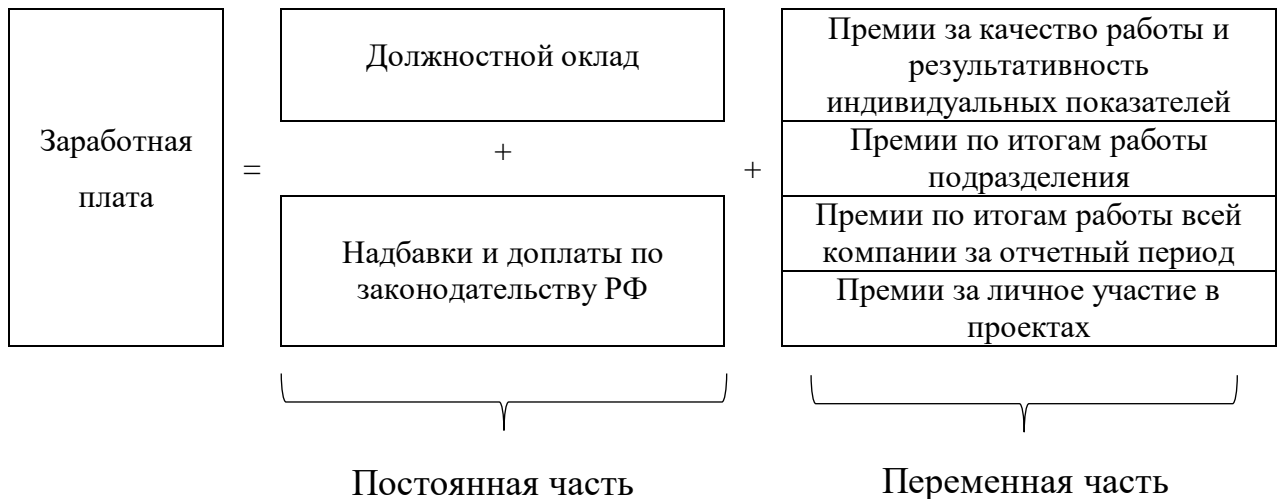 Заработная
плата
=
Должностной оклад
+
Надбавки и доплаты по
законодательству РФ
+
Премии за качество работы и
результативность
индивидуальных показателей
Премии по итогам работы
подразделения
Премии по итогам работы всей
компании за отчетный период
Премии за личное участие в
проектах
Постоянная часть
Переменная часть